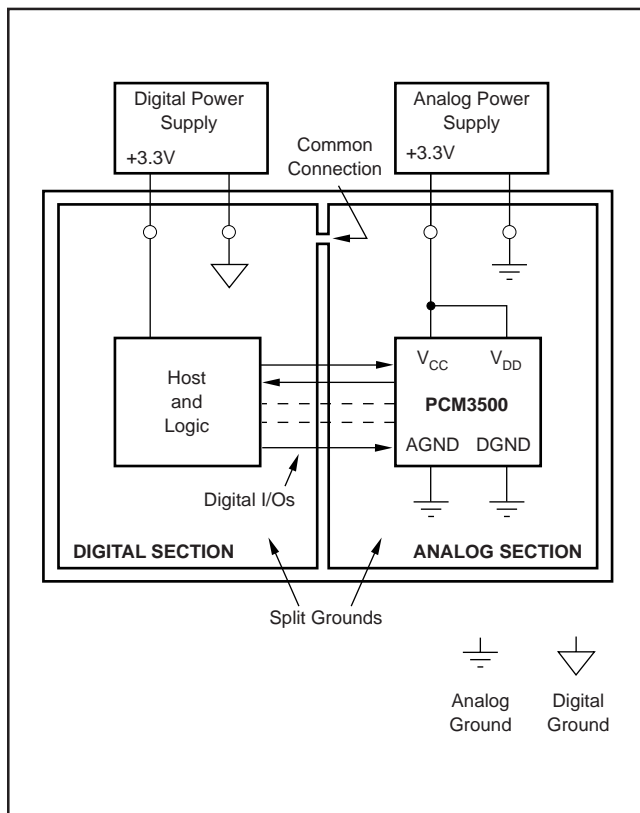 Digital Power
Supply
+3.3V
Analog Power
Supply
+3.3V
Common
Connection
Host
and
Logic
VCC VDD
PCM3500
AGND DGND
Digital I/Os
DIGITAL SECTION
ANALOG SECTION
Split Grounds
Analog
Ground
Digital
Ground